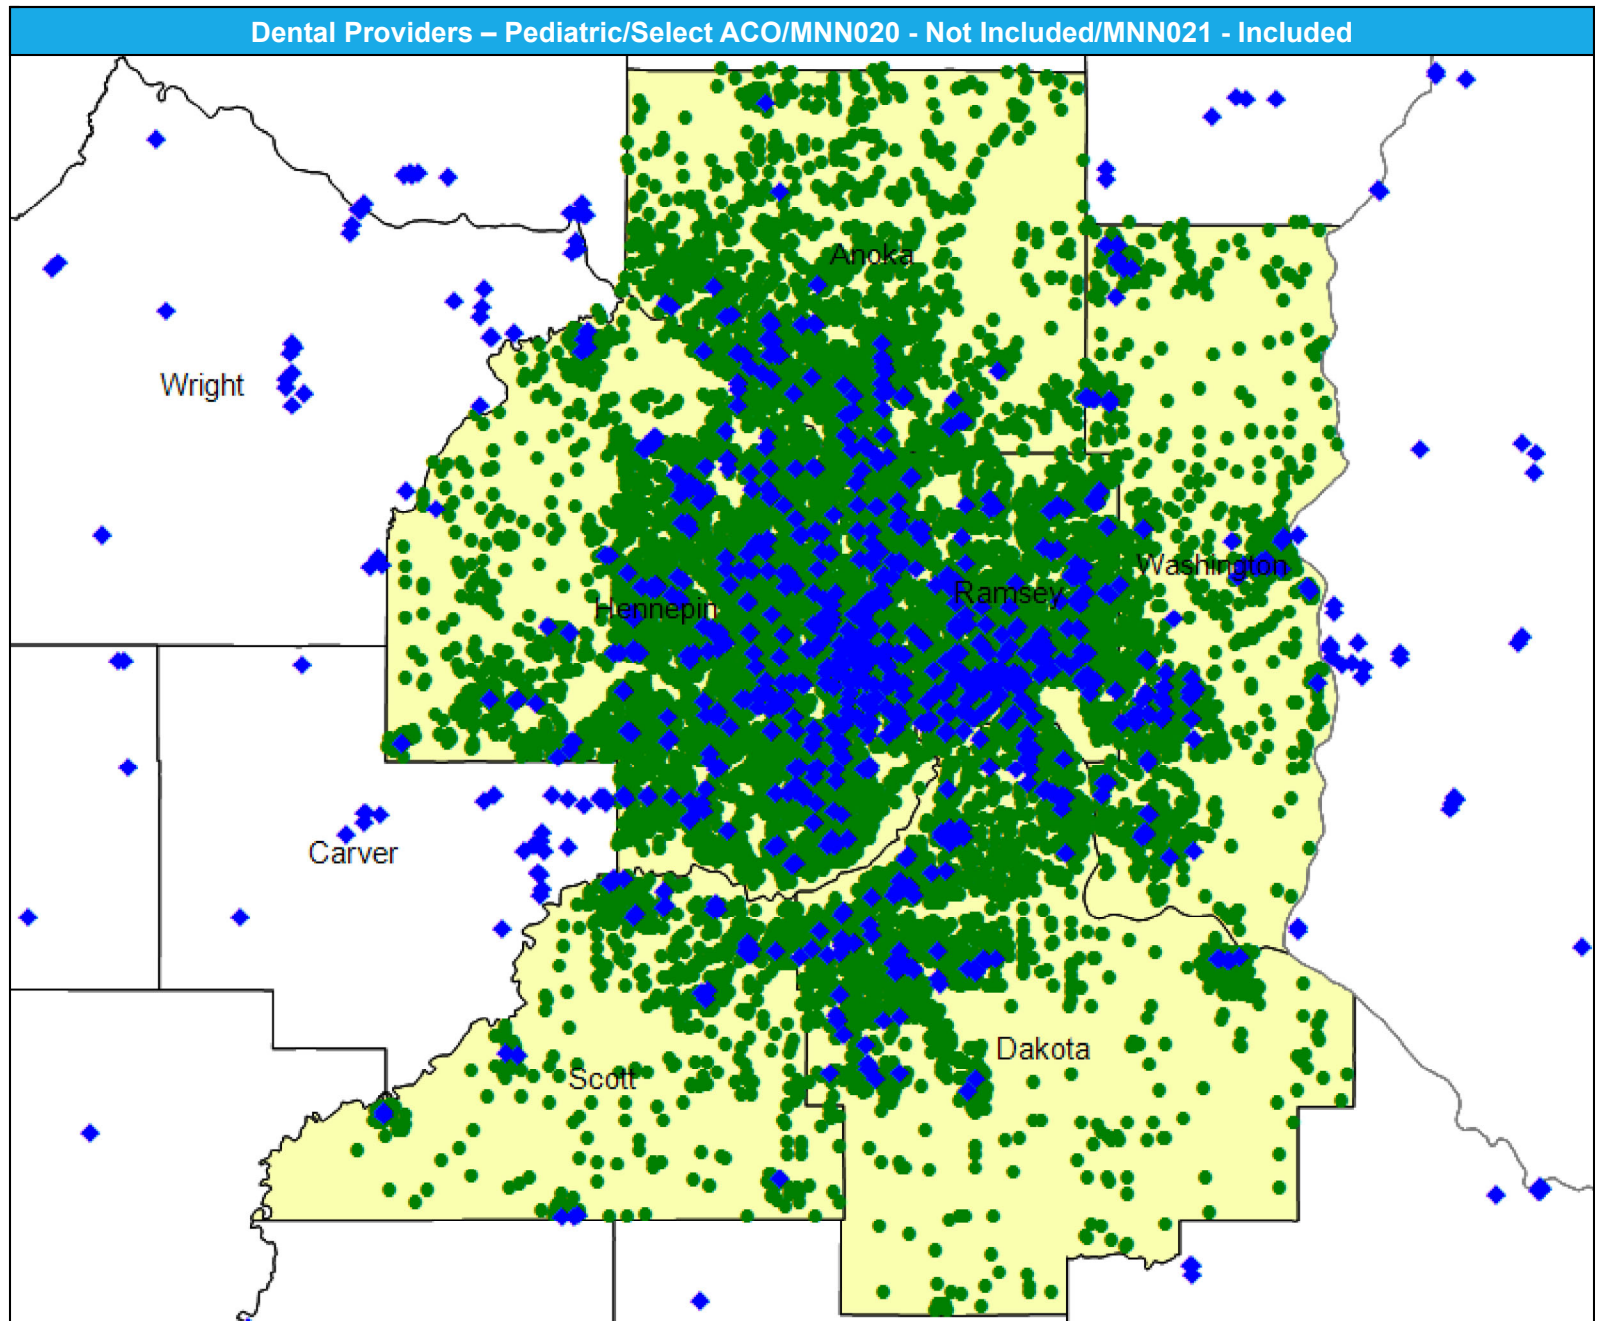 Dental Providers – Pediatric/Select ACO/MNN020 - Not Included/MNN021 - Included
Anoka
Wright
Washington
Ramsey
Hennepin
Carver
Dakota
Scott